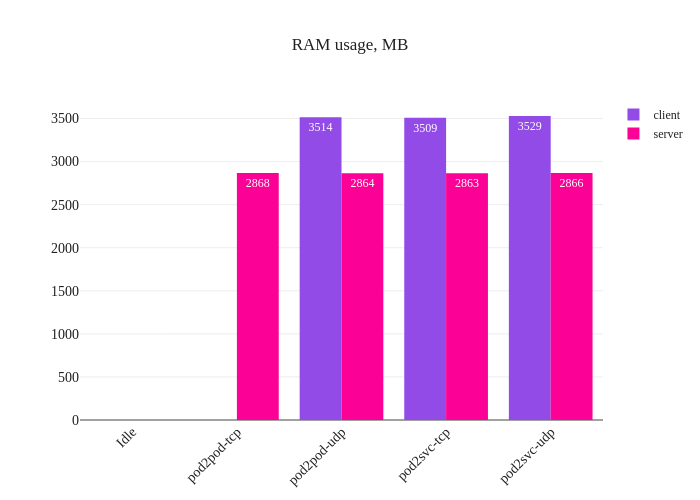 RAM usage, MB
client
server
3500
3000
2500
2000
1500
1000
500
0
2868
3514
2864
3509
2863
3529
2866
Idle
pod2pod-tcp
pod2pod-udp
pod2svc-tcp
pod2svc-udp